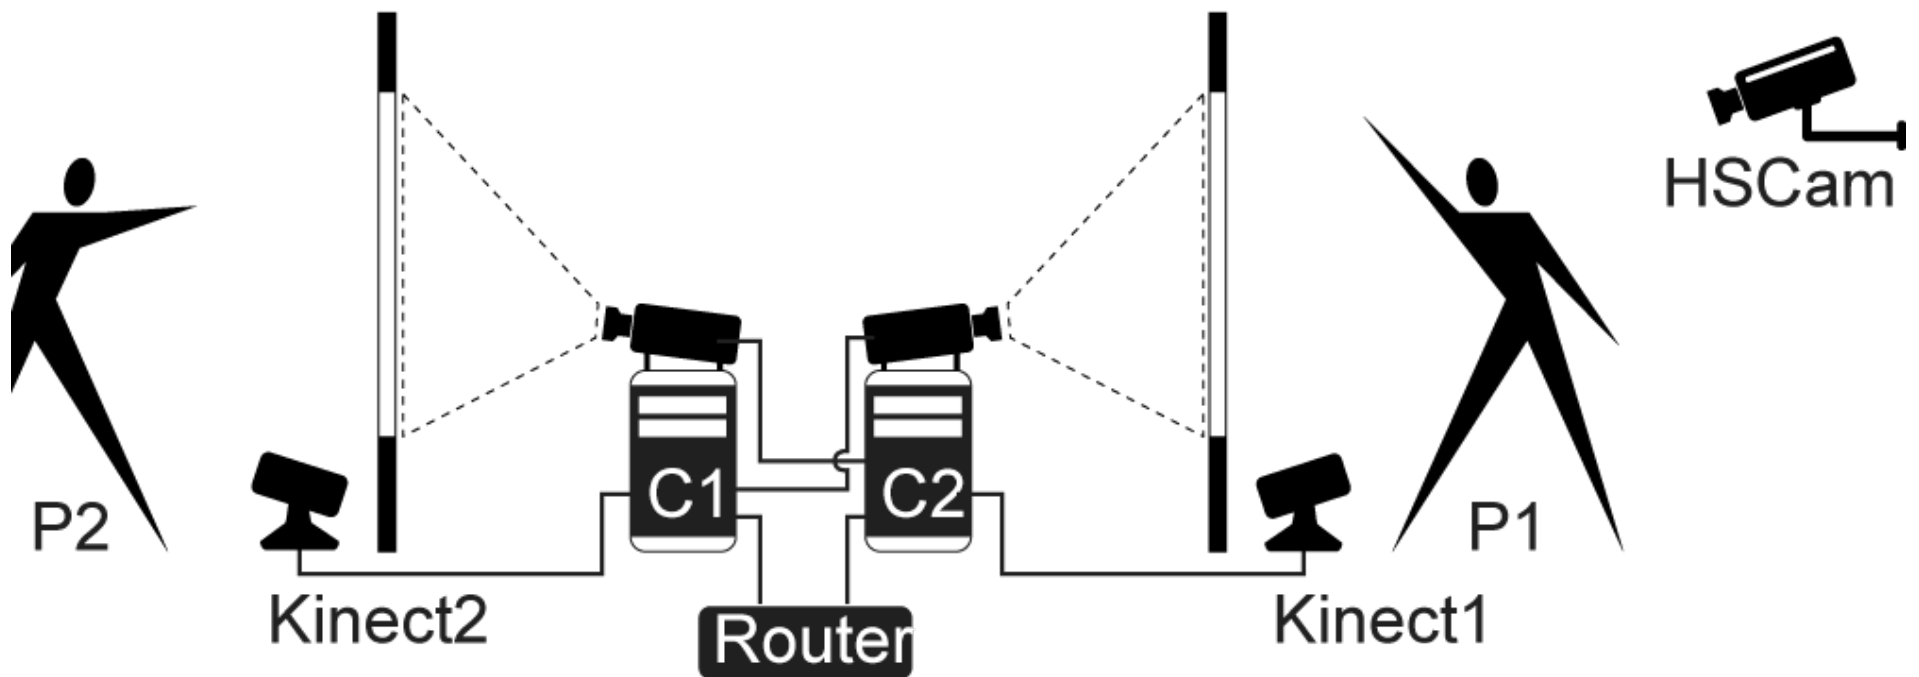 HSCam
C1
C2
P2
P1
Kinect2
Kinect1
Router